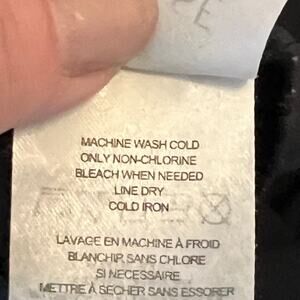 MACHINE WASH COLD
ONLY NON-CHLORINE
BLEACH WHEN NEEDED
LINE DRY
COLD IRON
LAVAGE EN MACHINE À FROID
BLANCHIR SANS CHLORE
SI NECESSAIRE
METTRE À SECHER SANS ESSORER